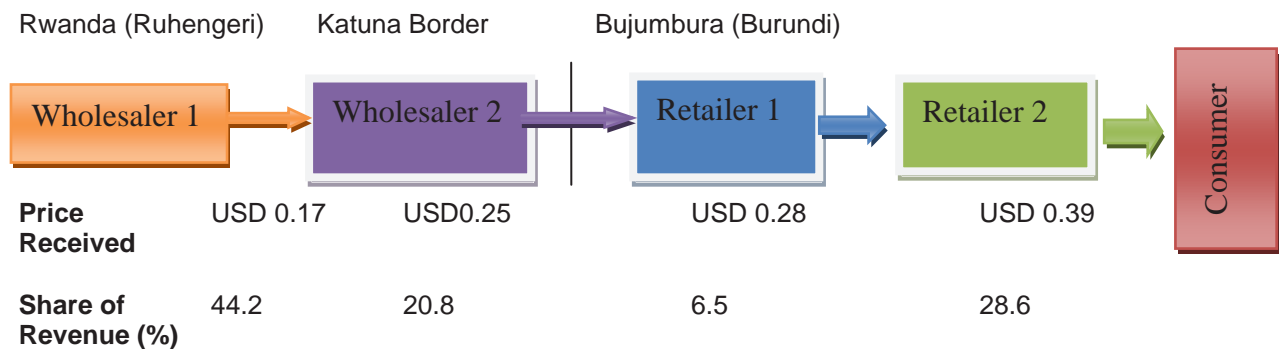 Rwanda (Ruhengeri) Katuna Border Bujumbura (Burundi)
Wholesaler 1 Wholesaler 2 Retailer 1 Retailer 2
Consumer
Price USD 0.17 USD0.25 USD 0.28 USD 0.39
Received
Share of 44.2 20.8 6.5 28.6
Revenue (%)